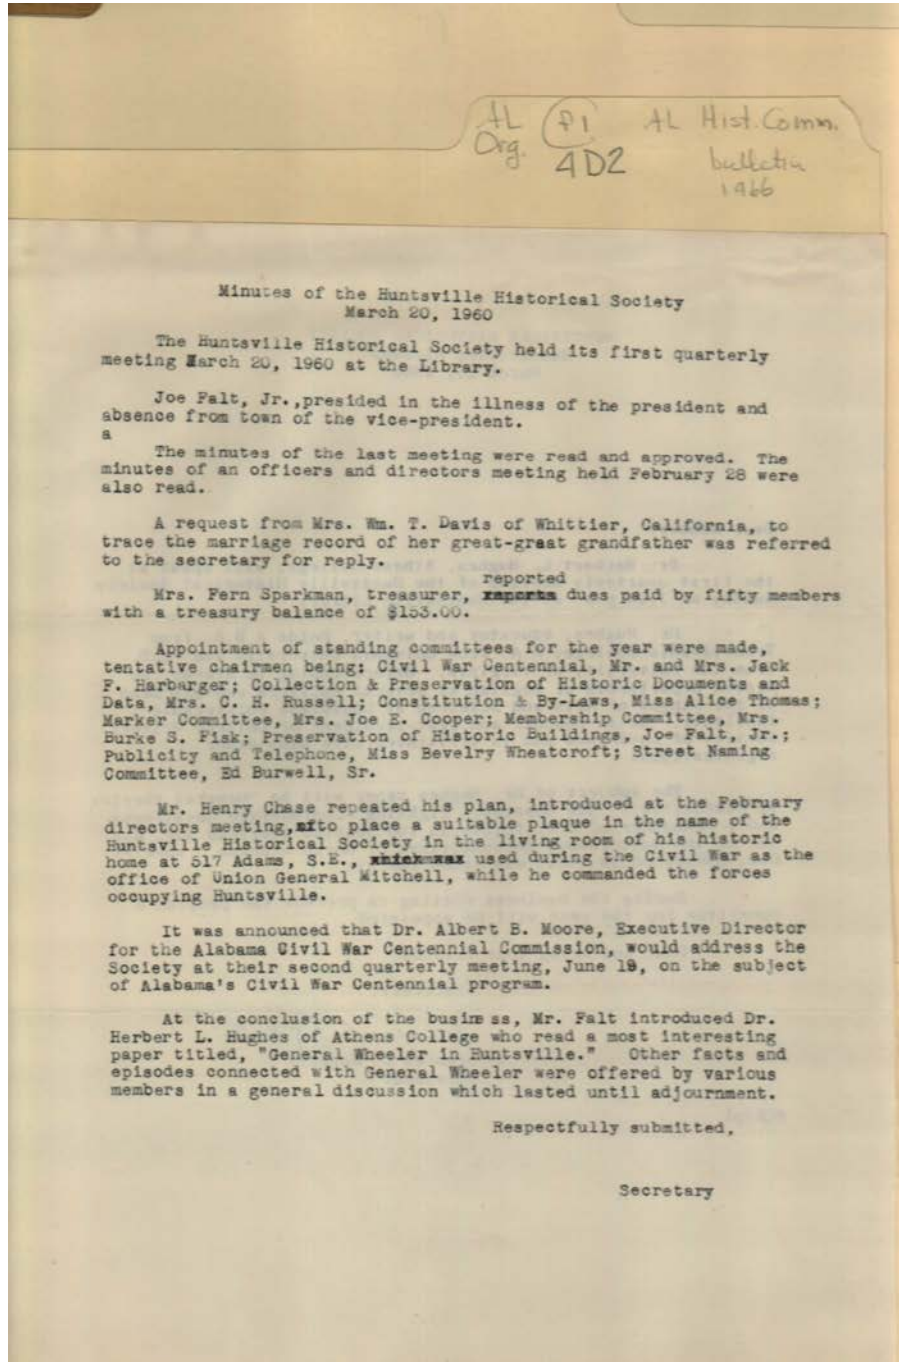 AL P1 AL Hist. Comm.
Org. 4D2 bulletin
1966
Minutes of the Huntsville Historical Society
March 20, 1960
The Huntsville Historical Society held its first quarterly
meeting March 20, 1960 at the Library.
Joe Falt, Jr.,presided in the illness of the president and
absence from town of the vice-president.
a
The minutes of the last meeting were read and approved. The
minutes of an officers and directors meeting held February 28 were
also read.
A request from Mrs. Wm. T. Davis of Whittier, California, to
trace the marriage record of her great-great grandfather was referred
to the secretary for reply.
reported
Mrs. Fern Sparkman, treasurer, reports dues paid by fifty members
with a treasury balance of $153.00.
Appointment of standing committees for the year were made,
tentative chairmen being: Civil War Centennial, Mr. and Mrs. Jack
F. Harbarger; Collection & Preservation of Historic Documents and
Data, Mrs. C. H. Russell; Constitution & By-Laws, Miss Alice Thomas;
Marker Committee, Mrs. Joe E. Cooper; Membership Committee, Mrs.
Burke S. Fisk; Preservation of Historic Buildings, Joe Falt, Jr.;
Publicity and Telephone, Miss Bevelry Wheatcroft; Street Naming
Committee, Ed Burwell, Sr.
Mr. Henry Chase repeated his plan, introduced at the February
directors meeting, to place a suitable plaque in the name of the
Huntsville Historical Society in the living room of his historic
home at 517 Adams, S.E., used during the Civil War as the
office of Union General Mitchell, while he commanded the forces
occupying Huntsville.
It was announced that Dr. Albert B. Moore, Executive Director
for the Alabama Civil War Centennial Commission, would address the
Society at their second quarterly meeting, June 19, on the subject
of Alabama's Civil War Centennial program.
At the conclusion of the business, Mr. Falt introduced Dr.
Herbert L. Hughes of Athens College who read a most interesting
paper titled, "General Wheeler in Huntsville." Other facts and
episodes connected with General Wheeler were offered by various
members in a general discussion which lasted until adjournment.
Respectfully submitted,
Secretary